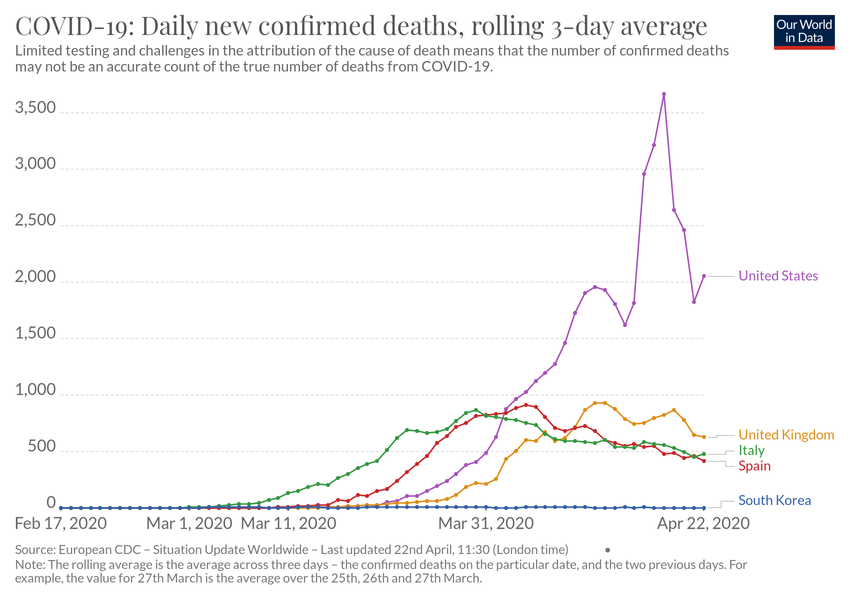 COVID-19: Daily new confirmed deaths, rolling 3-day average
Our World
in Data
Limited testing and challenges in the attribution of the cause of death means that the number of confirmed deaths
may not be an accurate count of the true number of deaths from COVID-19.
3,500
3,000
2,500
2,000
1,500
1,000
500
0
United States
United Kingdom
Italy
Spain
South Korea
Feb 17, 2020 Mar 1, 2020 Mar 11, 2020 Mar 31, 2020 Apr 22, 2020
Source: European CDC – Situation Update Worldwide – Last updated 22nd April, 11:30 (London time)
Note: The rolling average is the average across three days – the confirmed deaths on the particular date, and the two previous days. For
example, the value for 27th March is the average over the 25th, 26th and 27th March.